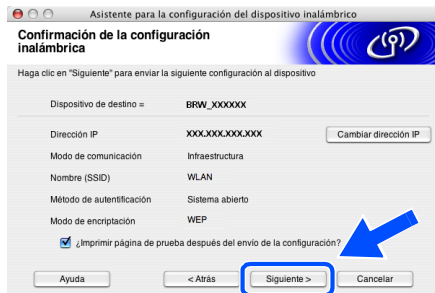 Asistente para la configuración del dispositivo inalámbrico
Confirmación de la configuración
inalámbrica
Haga clic en "Siguiente" para enviar la siguiente configuración al dispositivo
Dispositivo de destino = BRW_XXXXXX
Dirección IP XXX.XXX.XXX.XXX Cambiar dirección IP
Modo de comunicación Infraestructura
Nombre (SSID) WLAN
Método de autentificación Sistema abierto
Modo de encriptación WEP
¿Imprimir página de prueba después del envío de la configuración?
Ayuda < Atrás Siguiente > Cancelar